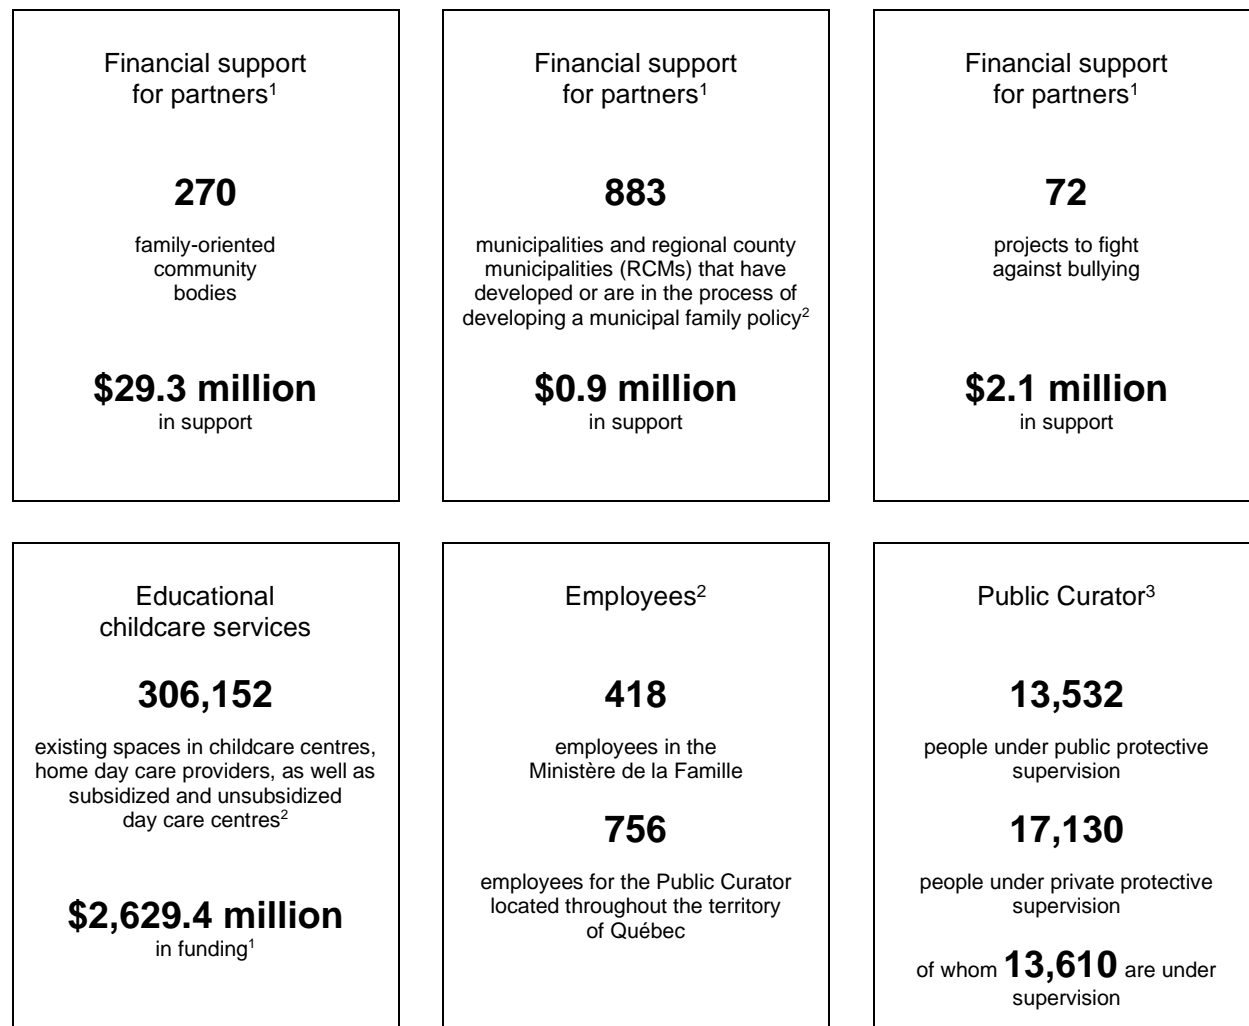 Financial support
for partners¹
270
family-oriented
community
bodies
$29.3 million
in support
Financial support
for partners¹
883
municipalities and regional county
municipalities (RCMs) that have
developed or are in the process of
developing a municipal family policy²
$0.9 million
in support
Financial support
for partners¹
72
projects to fight
against bullying
$2.1 million
in support
Educational
childcare services
306,152
existing spaces in childcare centres,
home day care providers, as well as
subsidized and unsubsidized
day care centres²
$2,629.4 million
in funding¹
Employees²
418
employees in the
Ministère de la Famille
756
employees for the Public Curator
located throughout the territory
of Québec
Public Curator³
13,532
people under public protective
supervision
17,130
people under private protective
supervision
of whom 13,610 are under
supervision